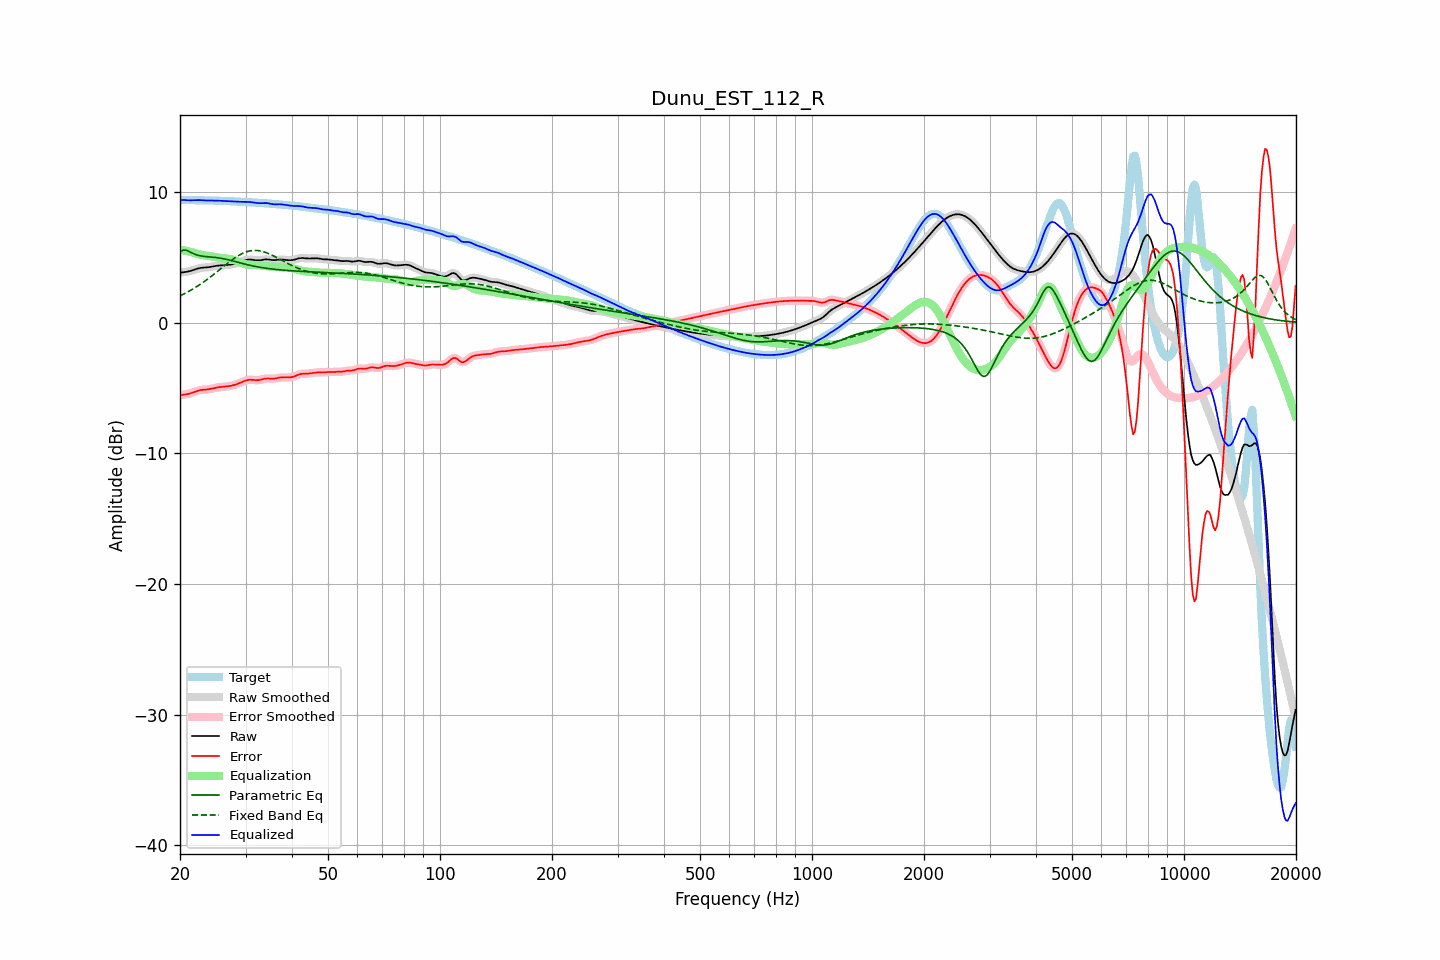 Dunu_EST_112_R
Amplitude (dBr)
10
0
−10
−20
−30
−40
Target
Raw Smoothed
Error Smoothed
Raw
Error
Equalization
Parametric Eq
Fixed Band Eq
Equalized
20 50 100 200 500 1000 2000 5000 10000 20000
Frequency (Hz)